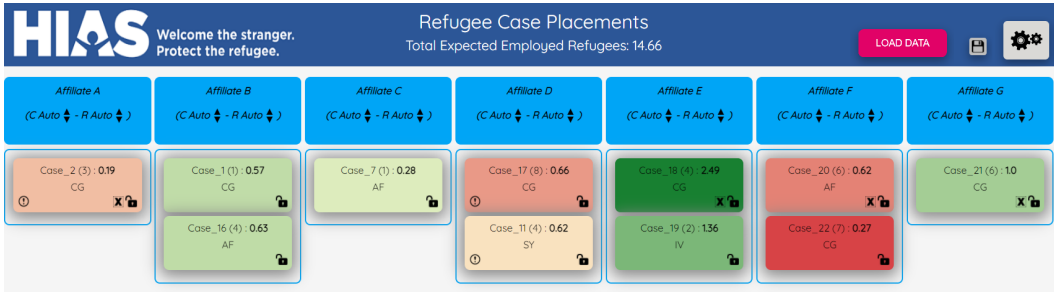 HIAS
Welcome the stranger.
Protect the refugee.
Refugee Case Placements
Total Expected Employed Refugees: 14.66
LOAD DATA
Affiliate A
(C Auto - R Auto )
Affiliate B
(C Auto - R Auto )
Affiliate C
(C Auto - R Auto )
Affiliate D
(C Auto - R Auto )
Affiliate E
(C Auto - R Auto )
Affiliate F
(C Auto - R Auto )
Affiliate G
(C Auto - R Auto )
Case_2 (3) : 0.19
CG
X
Case_1 (1) : 0.57
CG
Case_16 (4) : 0.63
AF
Case_7 (1) : 0.28
AF
Case_17 (8) : 0.66
CG
Case_11 (4) : 0.62
SY
Case_18 (4) : 2.49
CG
X
Case_19 (2) : 1.36
IV
Case_20 (6) : 0.62
AF
X
Case_22 (7) : 0.27
CG
Case_21 (6) : 1.0
CG
X